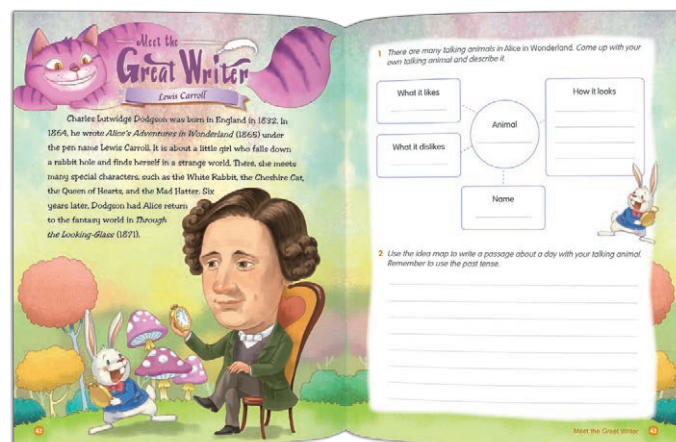 Meet the
Great Writer
Lewis Carroll
Charles Lutwidge Dodgson was born in England in 1832. In
1864, he wrote Alice's Adventures in Wonderland (1865) under
the pen name Lewis Carroll. It is about a little girl who falls down
a rabbit hole and finds herself in a strange world. There, she meets
many special characters, such as the White Rabbit, the Cheshire Cat,
the Queen of Hearts, and the Mad Hatter. Six
years later, Dodgson had Alice return
to the fantasy world in Through
the Looking-Glass (1871).
42
1 There are many talking animals in Alice in Wonderland. Come up with your
own talking animal and describe it.
What it likes
What it dislikes
Animal
How it looks
Name
2 Use the idea map to write a passage about a day with your talking animal.
Remember to use the past tense.
Meet the Great Writer 43